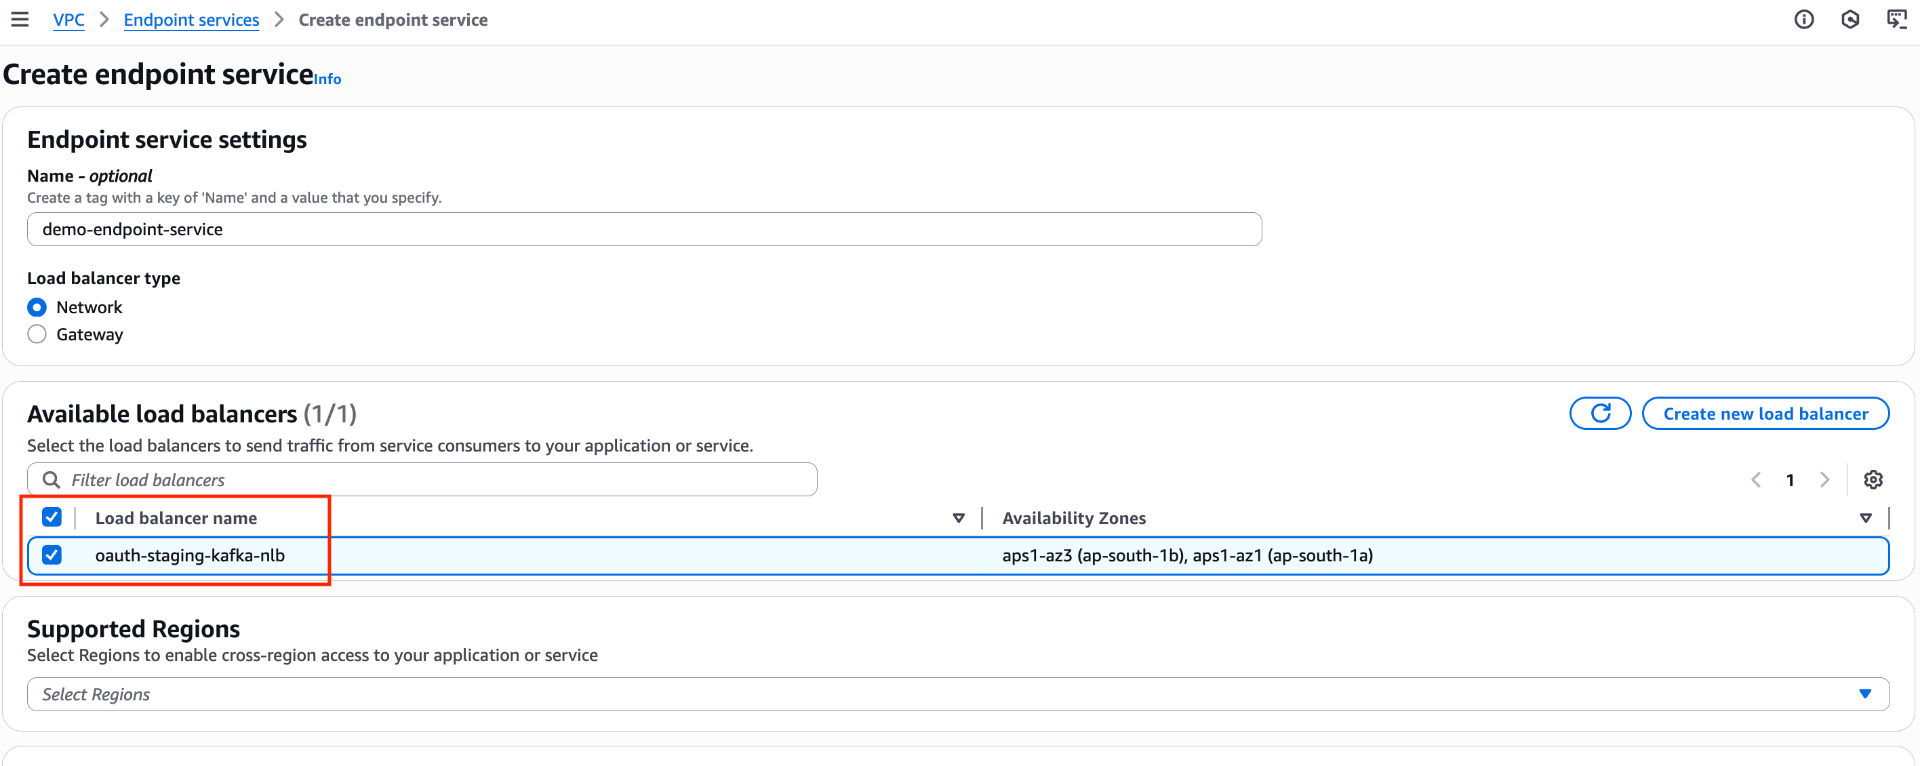 VPC > Endpoint services > Create endpoint service
Create endpoint service Info
Endpoint service settings
Name - optional
Create a tag with a key of 'Name' and a value that you specify.
demo-endpoint-service
Load balancer type
Network
Gateway
Available load balancers (1/1)
Create new load balancer
Select the load balancers to send traffic from service consumers to your application or service.
Filter load balancers
1
Load balancer name Availability Zones
oauth-staging-kafka-nlb aps1-az3 (ap-south-1b), aps1-az1 (ap-south-1a)
Supported Regions
Select Regions to enable cross-region access to your application or service
Select Regions